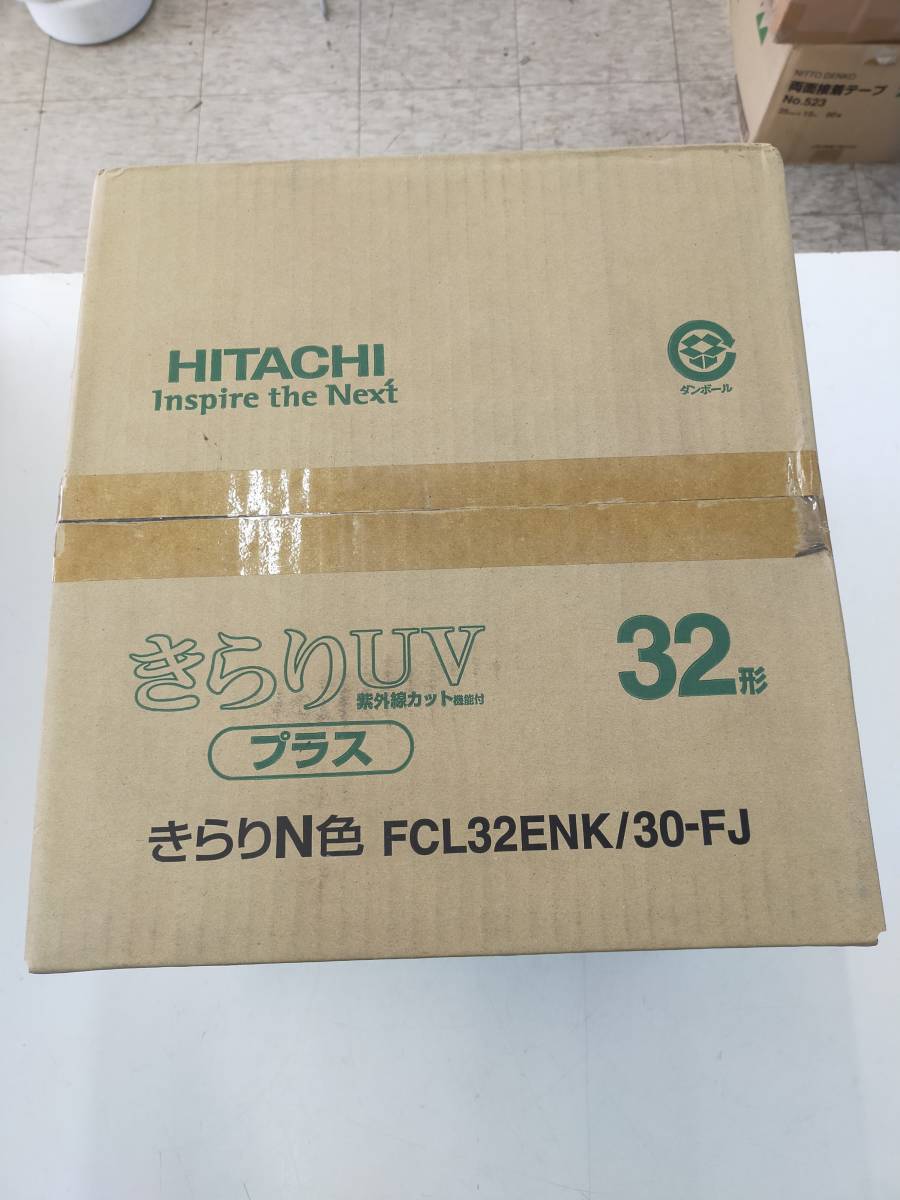 NITTO DENKO
両面接着テープ
No.523
HITACHI
Inspire the Next
ダンボール
きらりUV
紫外線カット機能付
プラス
32形
きらりN色 FCL32ENK/30-FJ